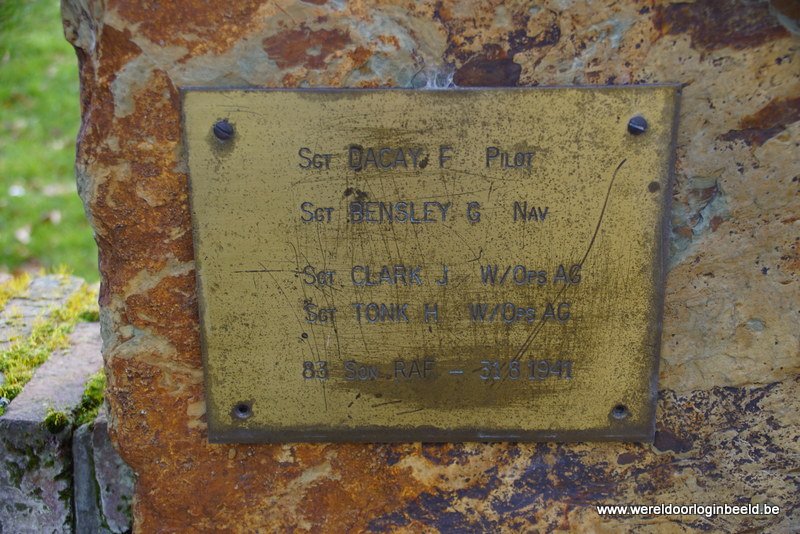 Sgt DACAY F Pilot
Sgt BENSLEY G Nav
Sgt CLARK J W/Ops AG
Sgt TONK H W/Ops AG
83 Sqn RAF – 31.8.1941
www.wereldoorloginbeeld.be